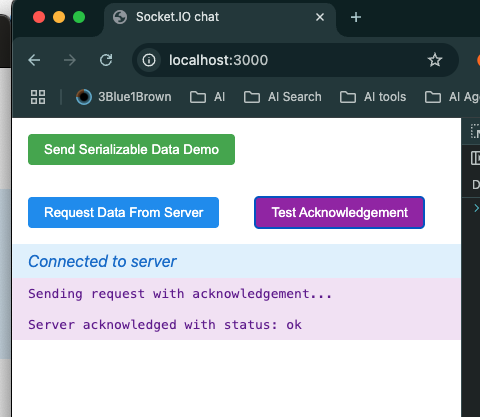 Socket.IO chat
localhost:3000
3Blue1Brown AI AI Search AI tools AI Ag
Send Serializable Data Demo
Request Data From Server Test Acknowledgement
Connected to server
Sending request with acknowledgement...
Server acknowledged with status: ok
D